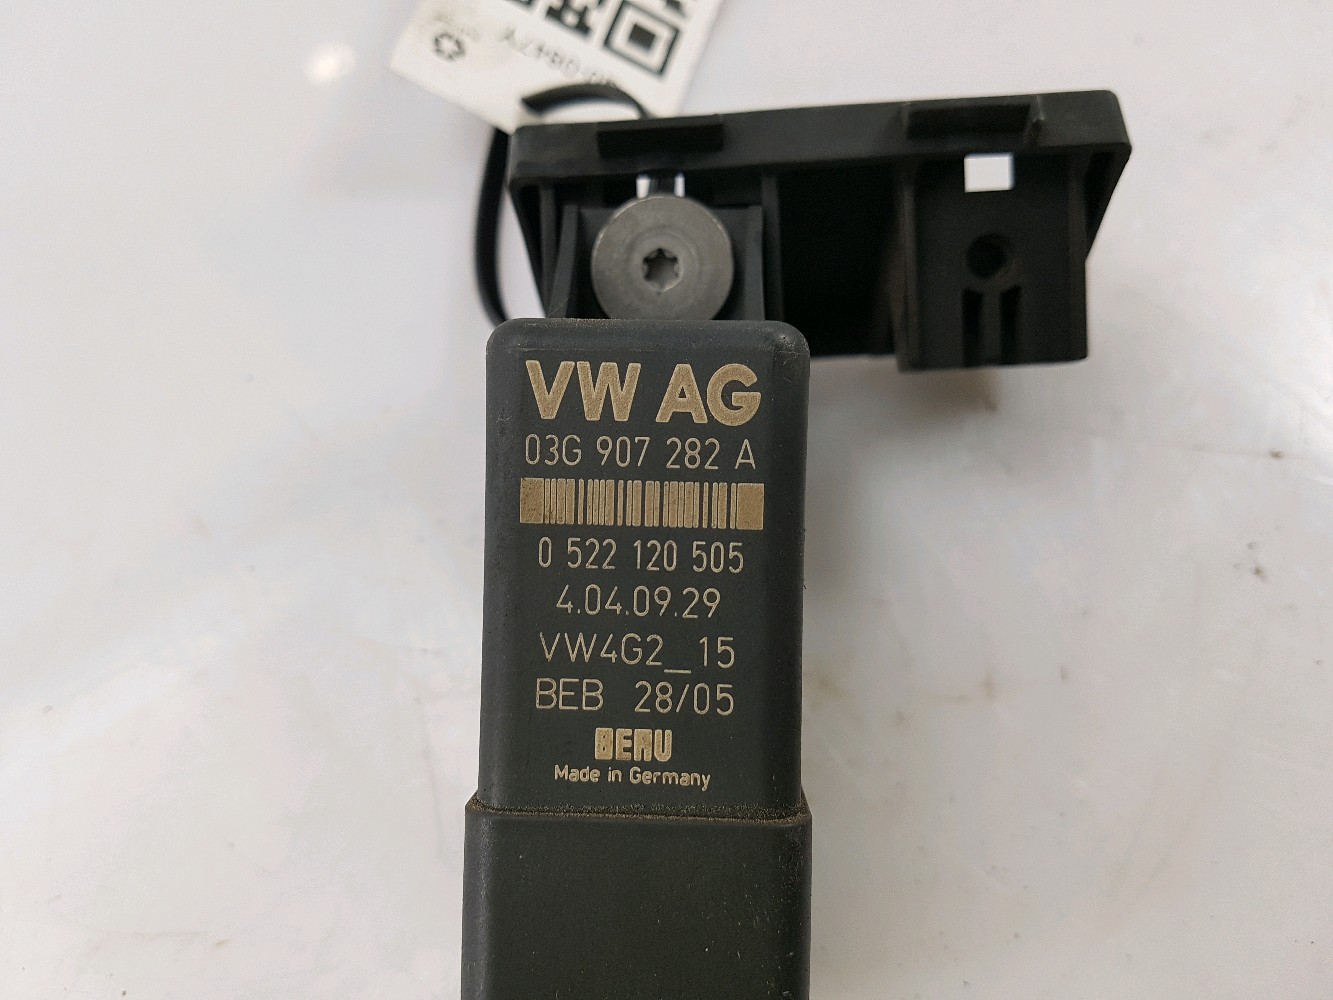 VW AG
03G 907 282 A
0 522 120 505
4.04.09.29
VW4G2_15
BEB 28/05
BERU
Made in Germany